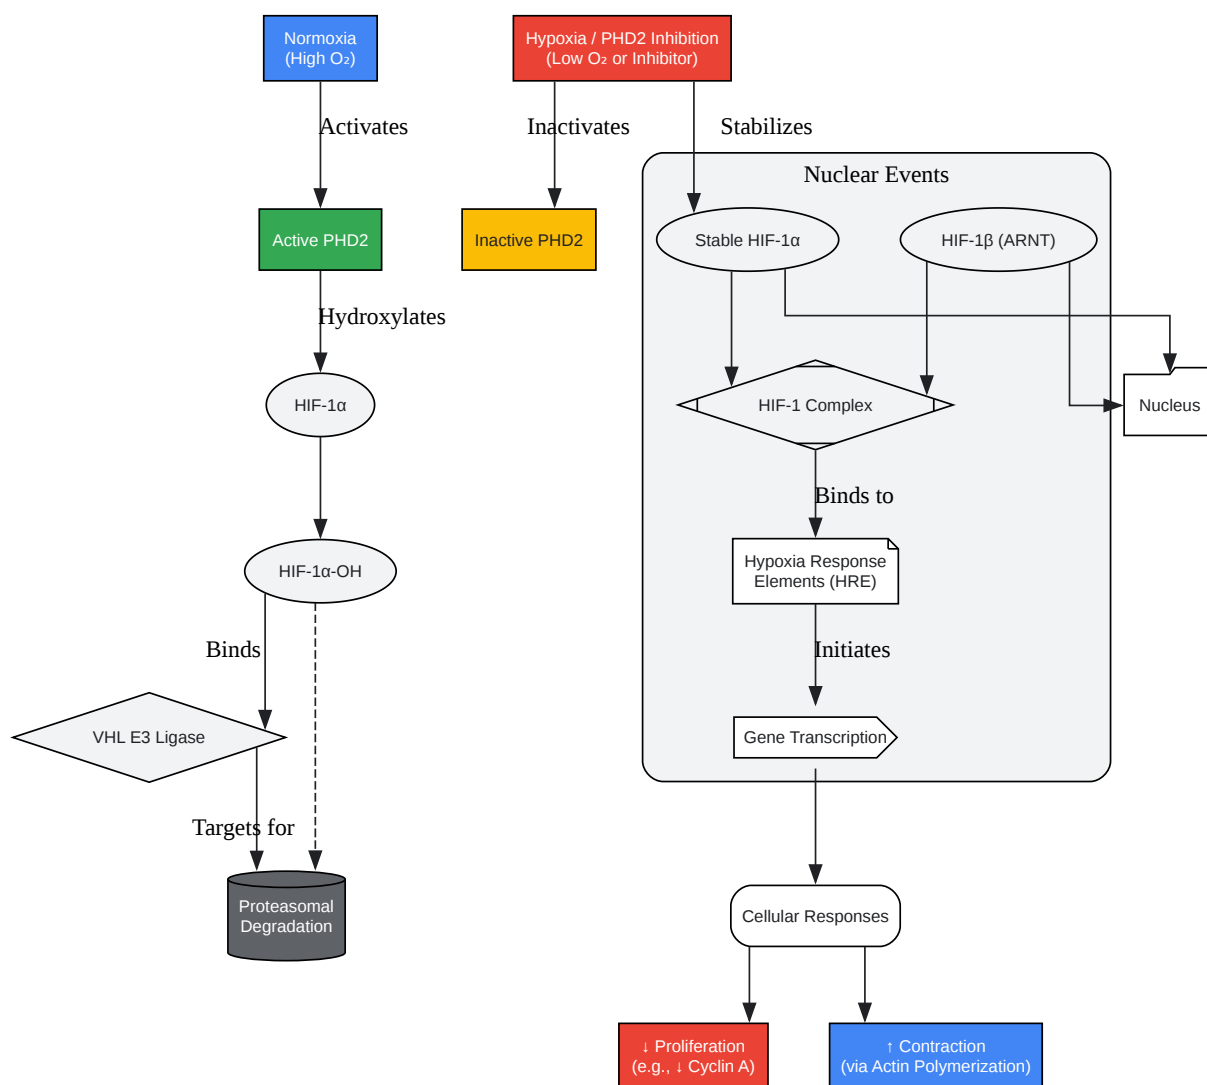 Normoxia
(High O₂)
Hypoxia / PHD2 Inhibition
(Low O₂ or Inhibitor)
Activates
Inactivates
Stabilizes
Nuclear Events
Active PHD2
Inactive PHD2
Stable HIF-1α
HIF-1β (ARNT)
Hydroxylates
HIF-1α
HIF-1 Complex
Nucleus
Binds to
Hypoxia Response
Elements (HRE)
HIF-1α-OH
Binds
Initiates
VHL E3 Ligase
Gene Transcription
Targets for
Proteasomal
Degradation
Cellular Responses
↓ Proliferation
(e.g., ↓ Cyclin A)
↑ Contraction
(via Actin Polymerization)